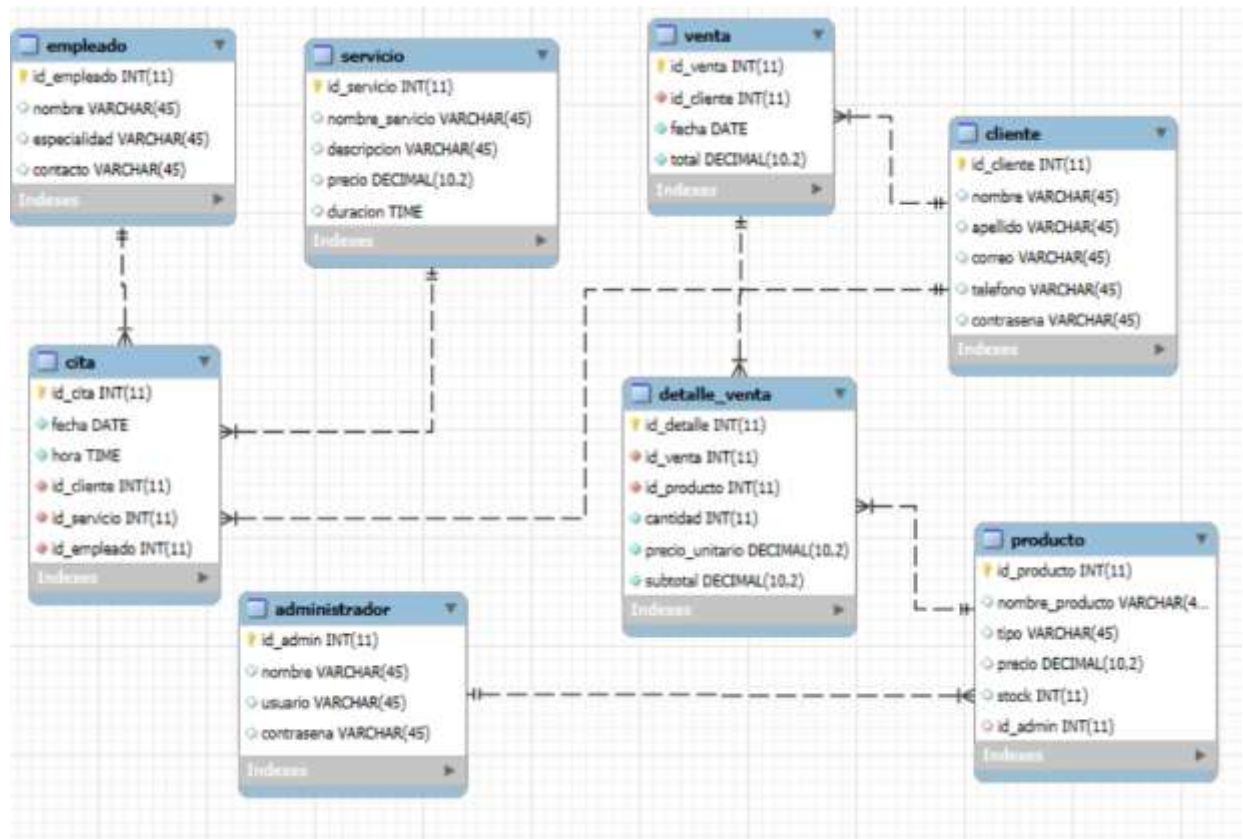 empleado
id_empleado INT(11)
nombre VARCHAR(45)
especialidad VARCHAR(45)
contacto VARCHAR(45)
Indexes
servicio
id_servicio INT(11)
nombre_servicio VARCHAR(45)
descripcion VARCHAR(45)
precio DECIMAL(10,2)
duracion TIME
Indexes
venta
id_venta INT(11)
id_cliente INT(11)
fecha DATE
total DECIMAL(10,2)
Indexes
cliente
id_cliente INT(11)
nombre VARCHAR(45)
apellido VARCHAR(45)
correo VARCHAR(45)
telefono VARCHAR(45)
contrasena VARCHAR(45)
Indexes
cita
id_cita INT(11)
fecha DATE
hora TIME
id_cliente INT(11)
id_servicio INT(11)
id_empleado INT(11)
Indexes
detalle_venta
id_detalle INT(11)
id_venta INT(11)
id_producto INT(11)
cantidad INT(11)
precio_unitario DECIMAL(10,2)
subtotal DECIMAL(10,2)
Indexes
administrador
id_admin INT(11)
nombre VARCHAR(45)
usuario VARCHAR(45)
contrasena VARCHAR(45)
Indexes
producto
id_producto INT(11)
nombre_producto VARCHAR(4...
tipo VARCHAR(45)
precio DECIMAL(10,2)
stock INT(11)
id_admin INT(11)
Indexes